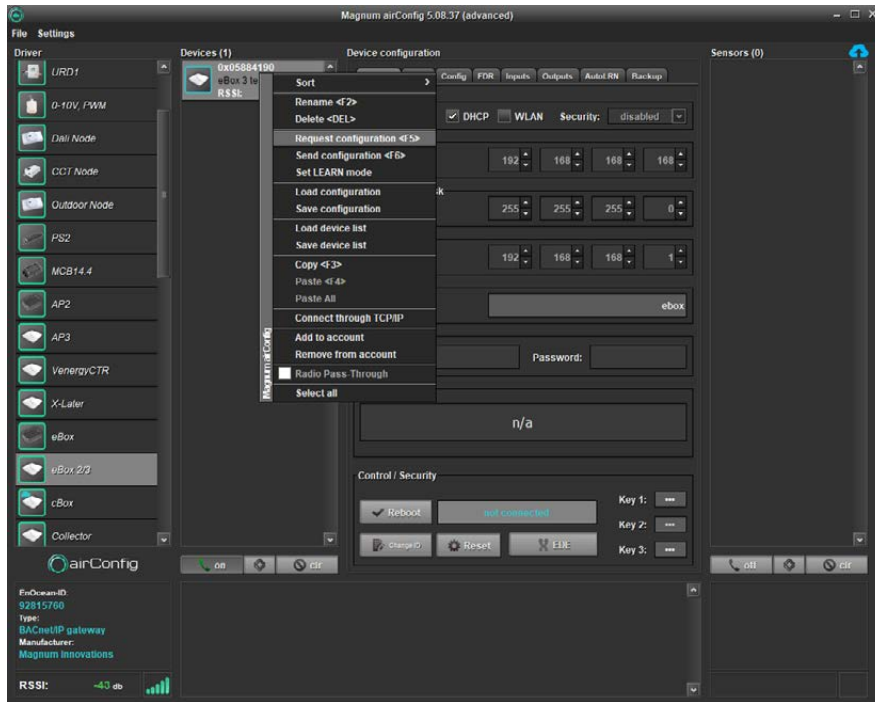 Magnum airConfig 5.08.37 (advanced)
File Settings
Driver
URD1
0-10V, PWM
Dali Node
CCT Node
Outdoor Node
PS2
MCB14.4
AP2
AP3
VenergyCTR
X-Later
eBox
eBox 2/3
cBox
Collector
airConfig
EnOcean-ID:
92815760
Type:
BACnet/IP gateway
Manufacturer:
Magnum Innovations
RSSI: -43 db
Devices (1)
0x05884190
eBox 3 te
RSSI:
on
clr
Magnum airConfig
Sort
Rename <F2>
Delete <DEL>
Request configuration <F5>
Send configuration <F6>
Set LEARN mode
Load configuration
Save configuration
Load device list
Save device list
Copy <F3>
Paste <F4>
Paste All
Connect through TCP/IP
Add to account
Remove from account
Radio Pass-Through
Select all
Device configuration
Config FDR Inputs Outputs AutoLRN Backup
DHCP WLAN Security: disabled
192 168 168 168
k
255 255 255 0
192 168 168 1
ebox
Password:
n/a
Control / Security
Reboot not connected Key 1: ---
Key 2: ---
Change ID Reset EIJE Key 3: ---
Sensors (0)
off
clr